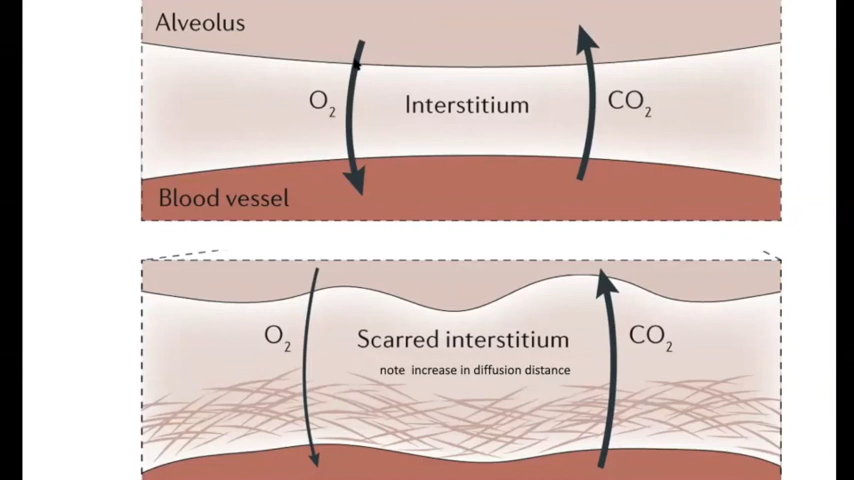 Alveolus
O₂
Interstitium
CO₂
Blood vessel
O₂
Scarred interstitium
CO₂
note increase in diffusion distance